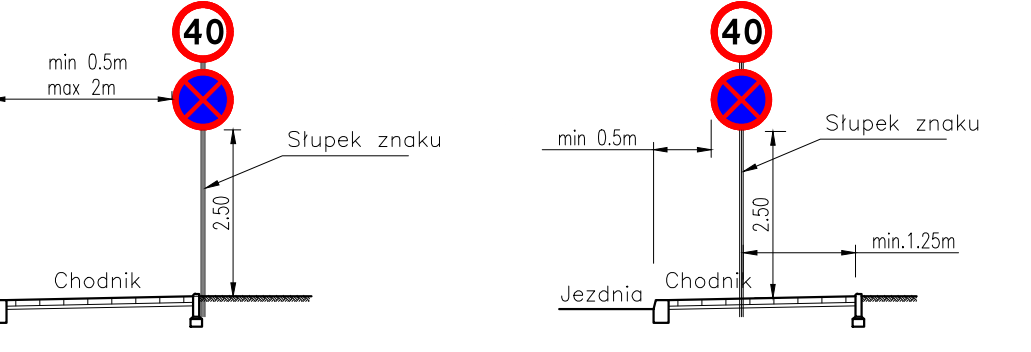 40
min 0.5m
max 2m
Słupek znaku
2.50
Chodnik
40
Słupek znaku
min 0.5m
2.50
min.1.25m
Chodnik
Jezdnia